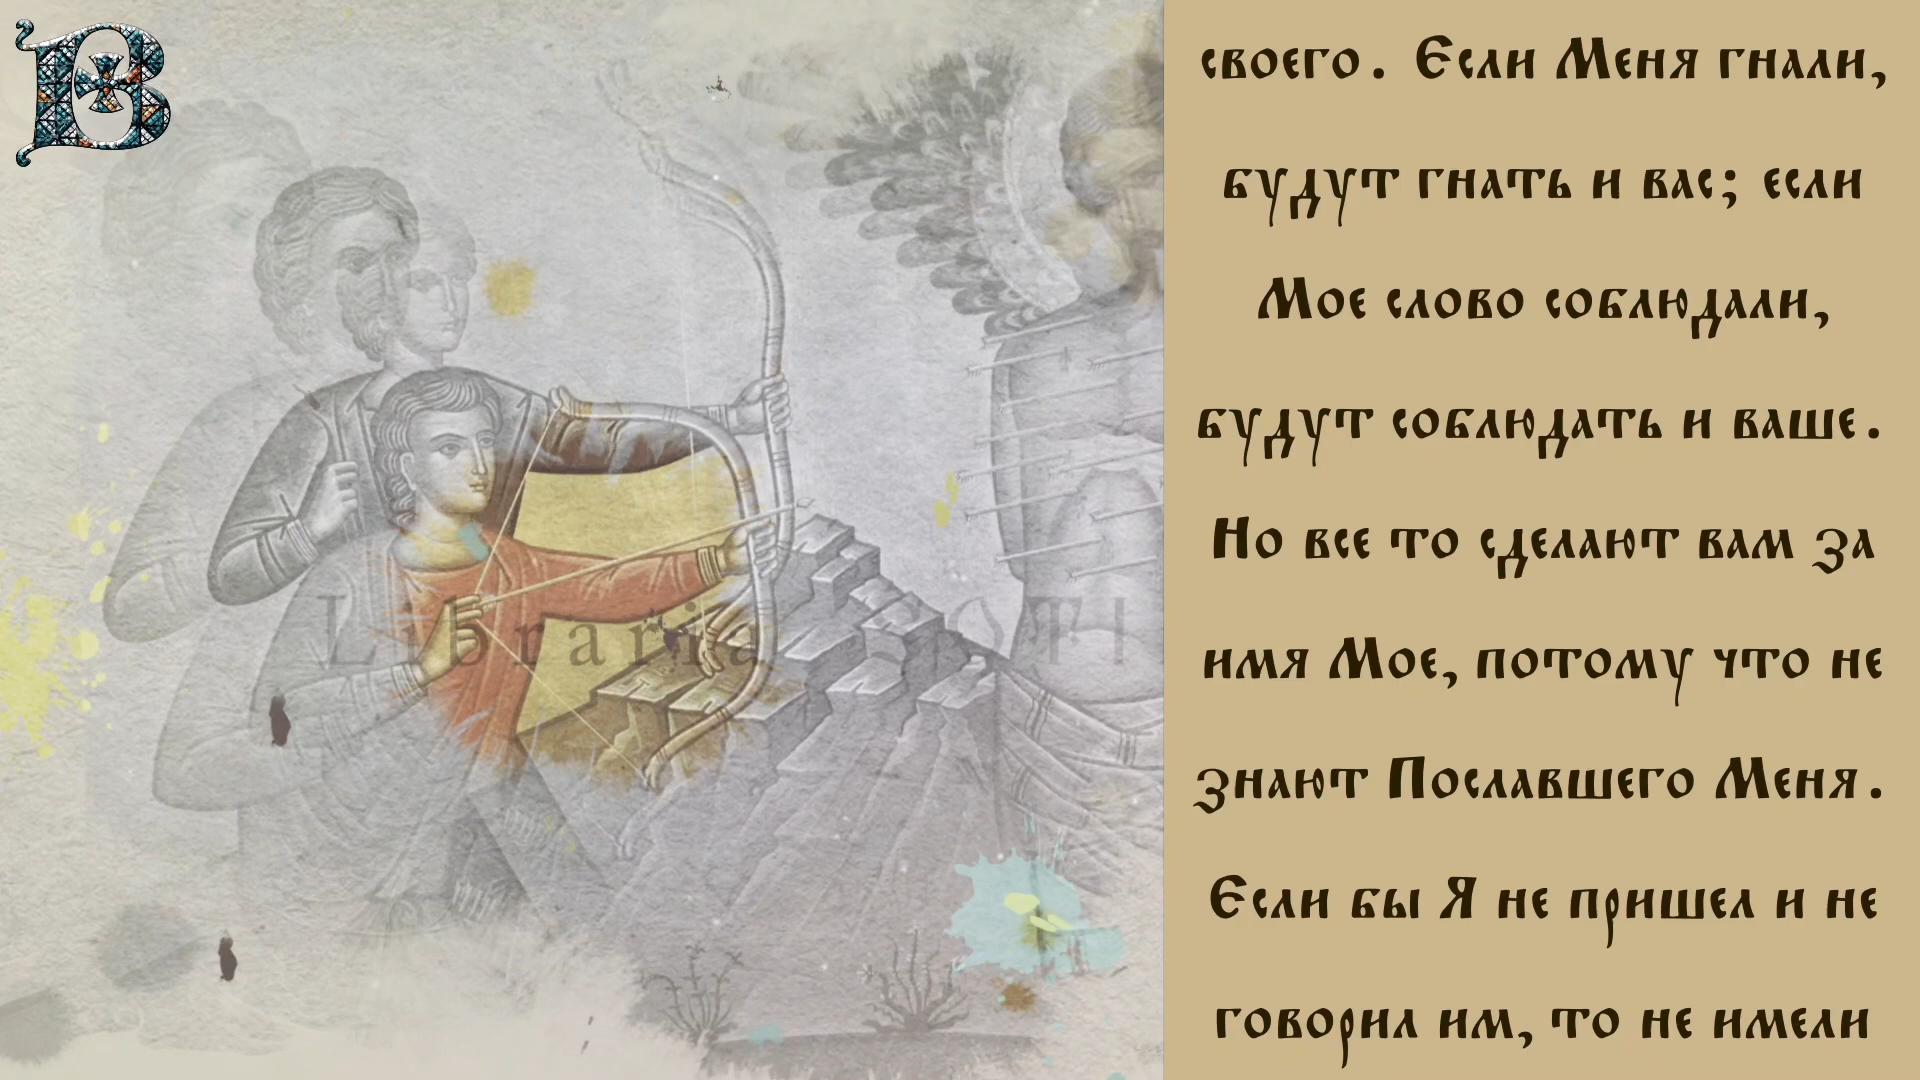 В
своего. Если Меня гнали,
будут гнать и вас; если
Мое слово соблюдали,
будут соблюдать и ваше.
Но все то сделают вам за
имя Мое, потому что не
знают Пославшего Меня.
Если бы Я не пришел и не
говорил им, то не имели
Libraria